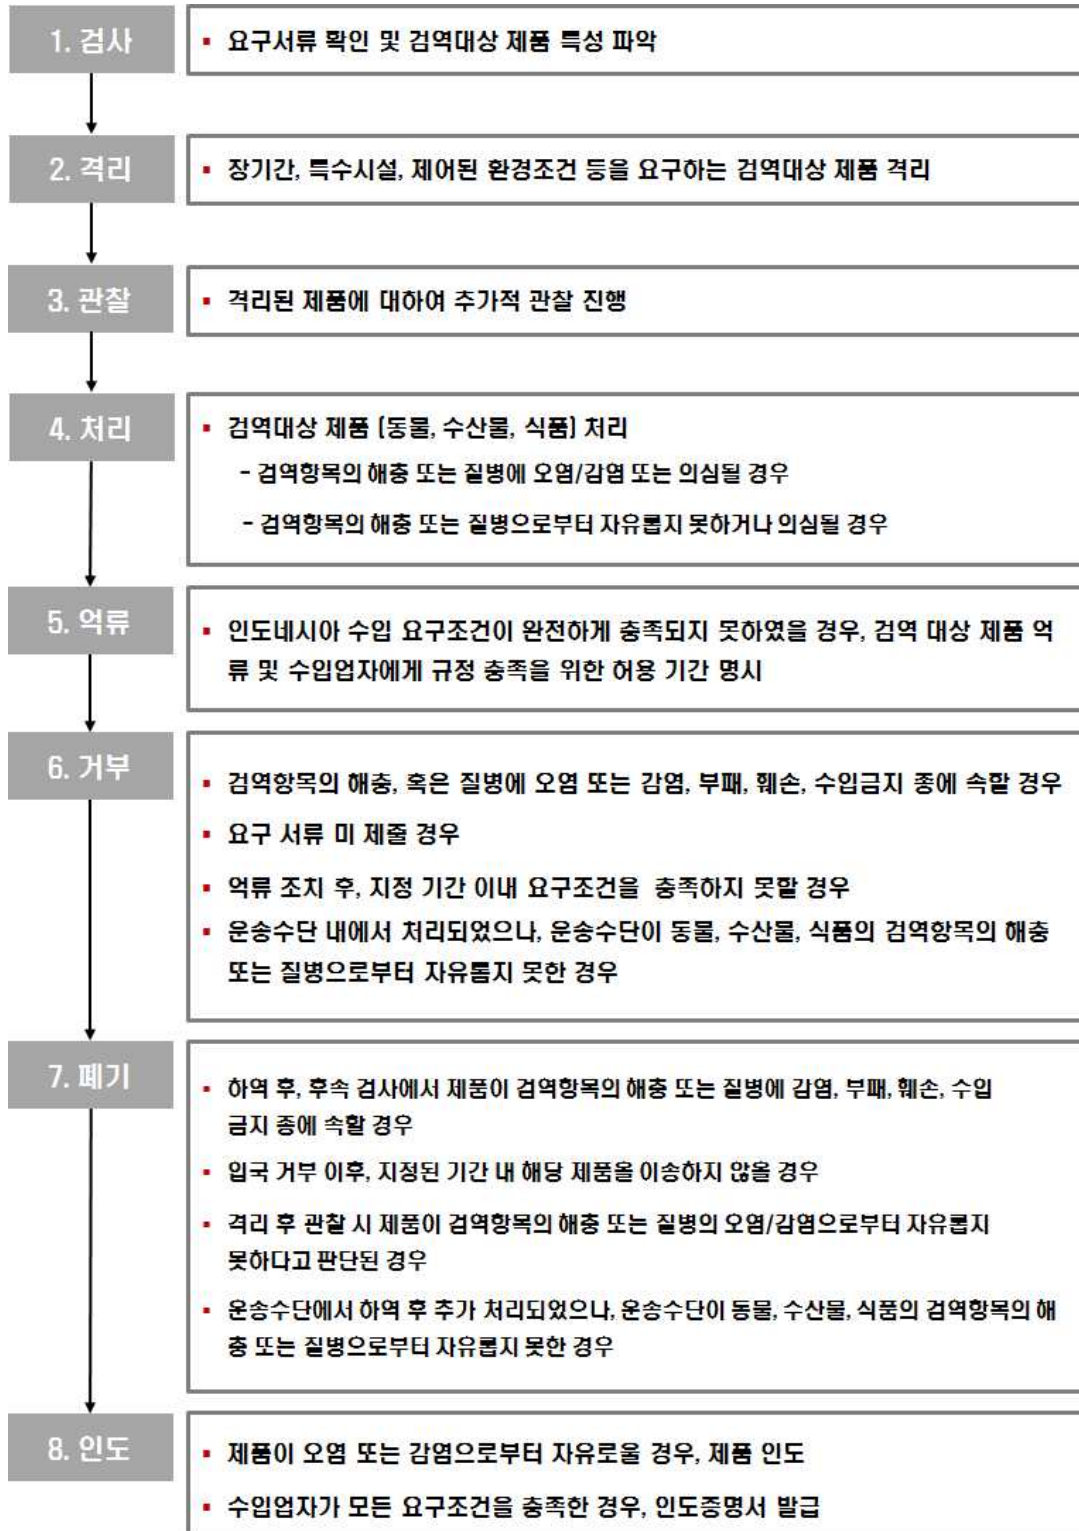 1. 검사
▪ 요구서류 확인 및 검역대상 제품 특성 파악
2. 격리
▪ 장기간, 특수시설, 제어된 환경조건 등을 요구하는 검역대상 제품 격리
3. 관찰
▪ 격리된 제품에 대하여 추가적 관찰 진행
4. 처리
▪ 검역대상 제품 (동물, 수산물, 식품) 처리
- 검역항목의 해충 또는 질병에 오염/감염 또는 의심될 경우
- 검역항목의 해충 또는 질병으로부터 자유롭지 못하거나 의심될 경우
5. 억류
▪ 인도네시아 수입 요구조건이 완전하게 충족되지 못하였을 경우, 검역 대상 제품 억
류 및 수입업자에게 규정 충족을 위한 허용 기간 명시
6. 거부
▪ 검역항목의 해충, 혹은 질병에 오염 또는 감염, 부패, 훼손, 수입금지 종에 속할 경우
▪ 요구 서류 미 제출 경우
▪ 억류 조치 후, 지정 기간 이내 요구조건을 충족하지 못할 경우
▪ 운송수단 내에서 처리되었으나, 운송수단이 동물, 수산물, 식품의 검역항목의 해충
또는 질병으로부터 자유롭지 못한 경우
7. 폐기
▪ 하역 후, 후속 검사에서 제품이 검역항목의 해충 또는 질병에 감염, 부패, 훼손, 수입
금지 종에 속할 경우
▪ 입국 거부 이후, 지정된 기간 내 해당 제품을 이송하지 않을 경우
▪ 격리 후 관찰 시 제품이 검역항목의 해충 또는 질병의 오염/감염으로부터 자유롭지
못하다고 판단된 경우
▪ 운송수단에서 하역 후 추가 처리되었으나, 운송수단이 동물, 수산물, 식품의 검역항목의 해
충 또는 질병으로부터 자유롭지 못한 경우
8. 인도
▪ 제품이 오염 또는 감염으로부터 자유로울 경우, 제품 인도
▪ 수입업자가 모든 요구조건을 충족한 경우, 인도증명서 발급